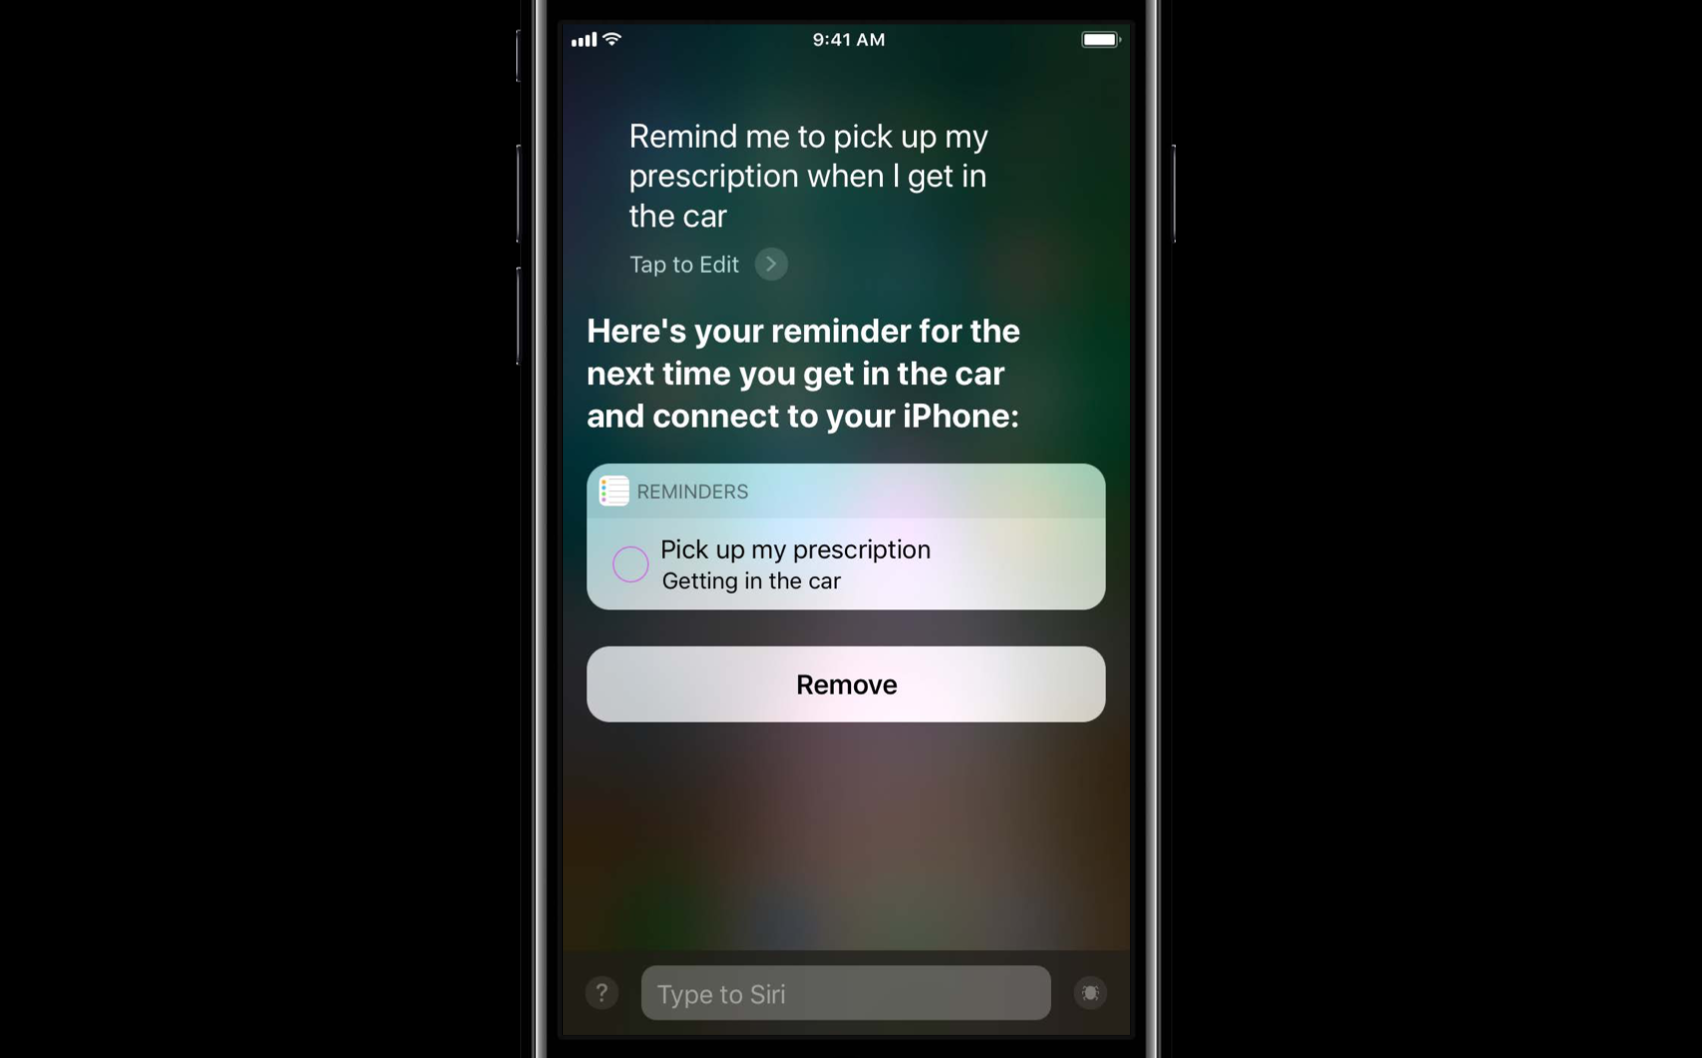 9:41 AM
Remind me to pick up my
prescription when I get in
the car
Tap to Edit
Here's your reminder for the
next time you get in the car
and connect to your iPhone:
REMINDERS
Pick up my prescription
Getting in the car
Remove
?
Type to Siri